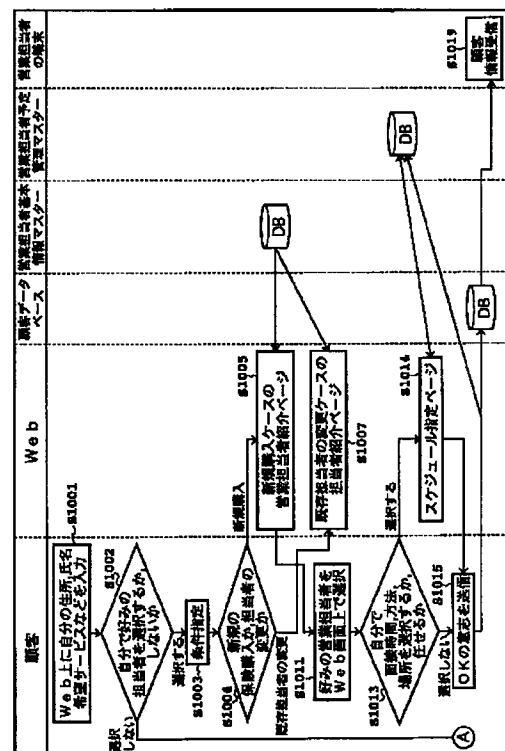 顧客
Web
顧客データ
ベース
営業担当者基本
情報マスター
営業担当者予定
管理マスター
営業担当者
の端末
S1001
Web上に自分の住所,氏名
希望サービスなどを入力
S1002
自分で好みの
担当者を選択するか,
しないか
選択しない
選択する
S1003
条件指定
S1004
新規の
保険購入か,担当者の
変更か
新規購入
既存担当者の変更
S1005
新規購入ケースの
営業担当者紹介ページ
S1007
既存担当者の変更ケースの
担当者紹介ページ
DB
S1011
好みの営業担当者を
Web画面上で選択
S1013
自分で
面接時間,方法,
場所を選択するか,
任せるか
選択する
選択しない
S1014
スケジュール指定ページ
DB
S1015
OKの意志を送信
DB
S1019
顧客
情報受信
A